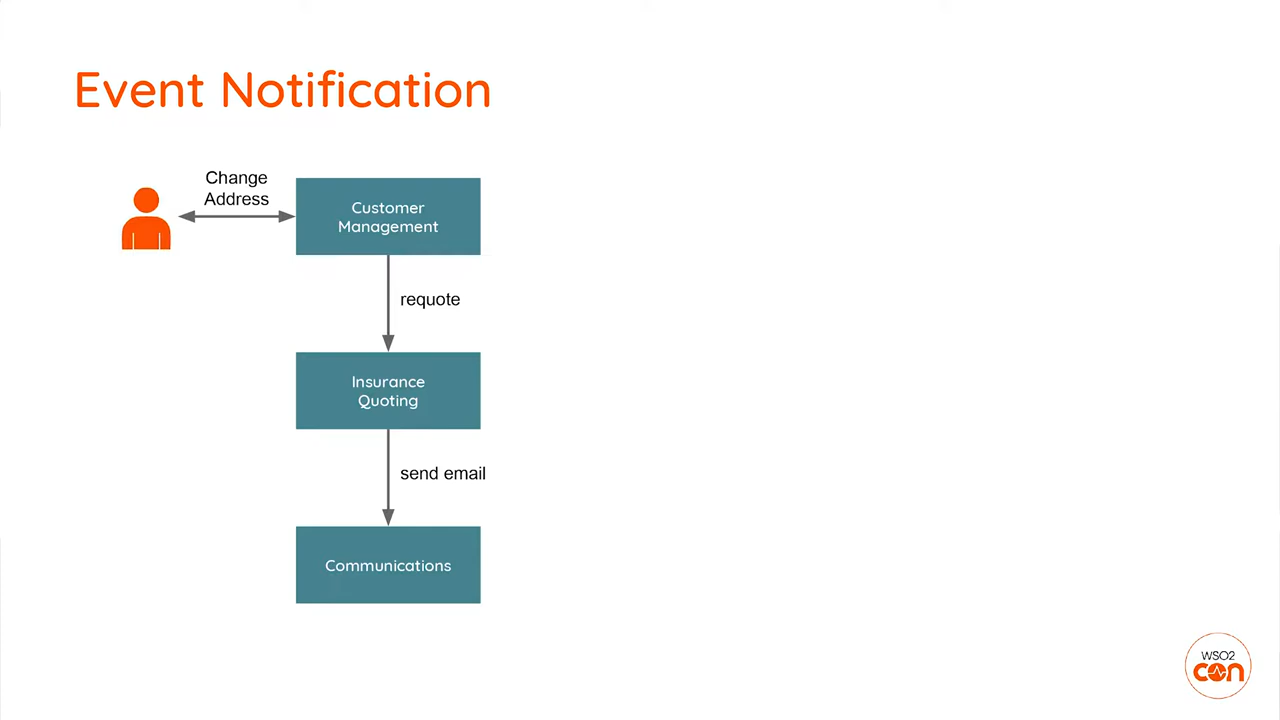 Event Notification
Change
Address
Customer
Management
requote
Insurance
Quoting
send email
Communications
WSO2
con